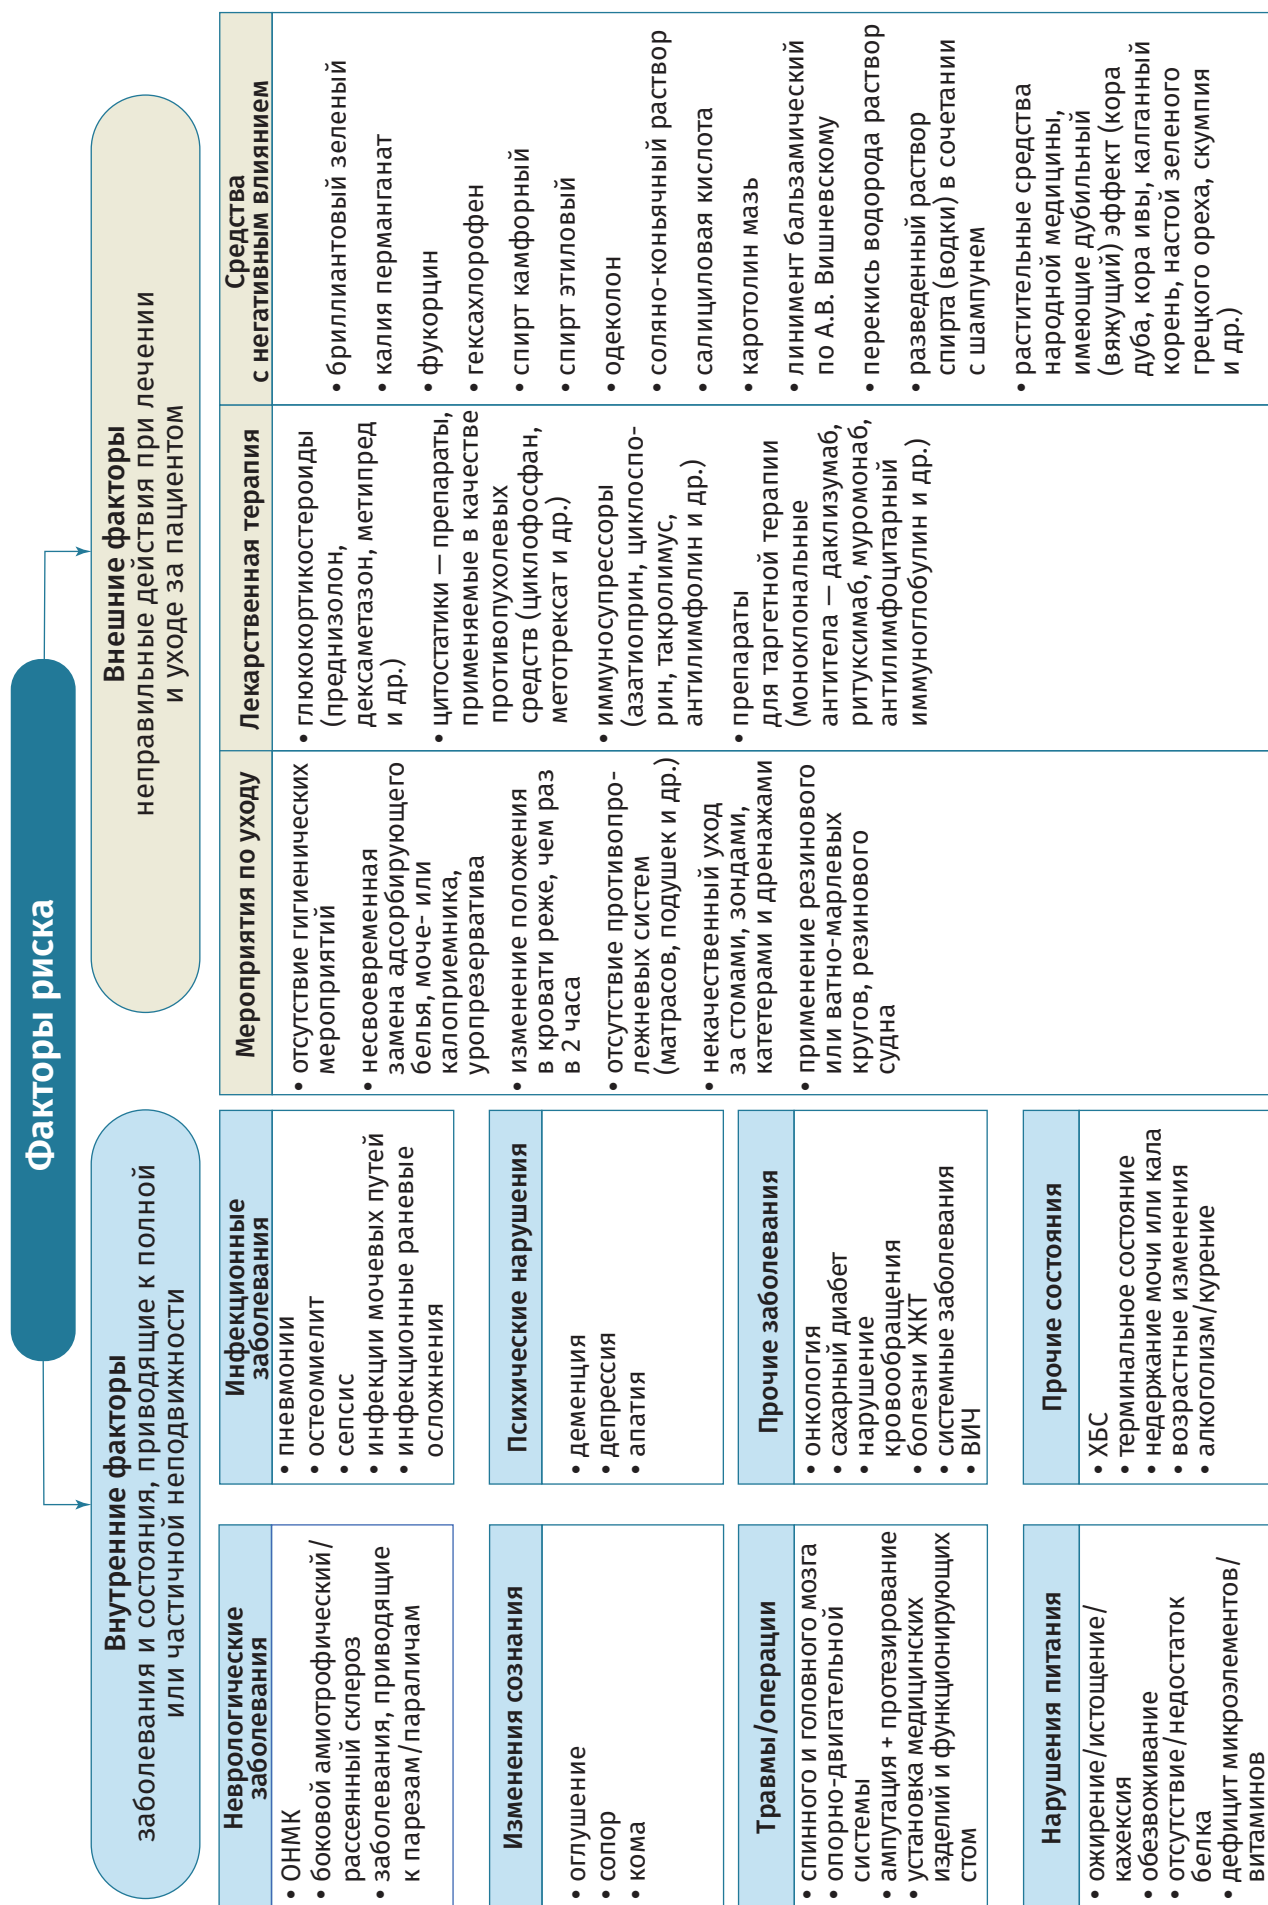 Факторы риска
Внутренние факторы
заболевания и состояния, приводящие к полной
или частичной неподвижности
Неврологические
заболевания
• ОНМК
• боковой амиотрофический/
рассеянный склероз
• заболевания, приводящие
к парезам/параличам
Инфекционные
заболевания
• пневмонии
• остеомиелит
• сепсис
• инфекции мочевых путей
• инфекционные раневые
осложнения
Изменения сознания
• оглушение
• сопор
• кома
Психические нарушения
• деменция
• депрессия
• апатия
Травмы/операции
• спинного и головного мозга
• опорно-двигательной
системы
• ампутация + протезирование
• установка медицинских
изделий и функционирующих
стом
Прочие заболевания
• онкология
• сахарный диабет
• нарушение
кровообращения
• болезни ЖКТ
• системные заболевания
• ВИЧ
Нарушения питания
• ожирение/истощение/
кахексия
• обезвоживание
• отсутствие/недостаток
белка
• дефицит микроэлементов/
витаминов
Прочие состояния
• ХБС
• терминальное состояние
• недержание мочи или кала
• возрастные изменения
• алкоголизм/курение
Внешние факторы
неправильные действия при лечении
и уходе за пациентом
Мероприятия по уходу
• отсутствие гигиенических
мероприятий
• несвоевременная
замена адсорбирующего
белья, моче- или
калоприемника,
уропрезерватива
• изменение положения
в кровати реже, чем раз
в 2 часа
• отсутствие противопро-
лежневых систем
(матрасов, подушек и др.)
• некачественный уход
за стомами, зондами,
катетерами и дренажами
• применение резинового
или ватно-марлевых
кругов, резинового
судна
Лекарственная терапия
• глюкокортикостероиды
(преднизолон,
дексаметазон, метипред
и др.)
• цитостатики — препараты,
применяемые в качестве
противопухолевых
средств (циклофосфан,
метотрексат и др.)
• иммуносупрессоры
(азатиоприн, циклоспо-
рин, такролимус,
антилимфолин и др.)
• препараты
для таргетной терапии
(моноклональные
антитела — даклизумаб,
ритуксимаб, муромонаб,
антилимфоцитарный
иммуноглобулин и др.)
Средства
с негативным влиянием
• бриллиантовый зеленый
• калия перманганат
• фукорцин
• гексахлорофен
• спирт камфорный
• спирт этиловый
• одеколон
• соляно-коньячный раствор
• салициловая кислота
• каротолин мазь
• линимент бальзамический
по А.В. Вишневскому
• перекись водорода раствор
• разведенный раствор
спирта (водки) в сочетании
с шампунем
• растительные средства
народной медицины,
имеющие дубильный
(вяжущий) эффект (кора
дуба, кора ивы, калганный
корень, настой зеленого
грецкого ореха, скумпия
и др.)